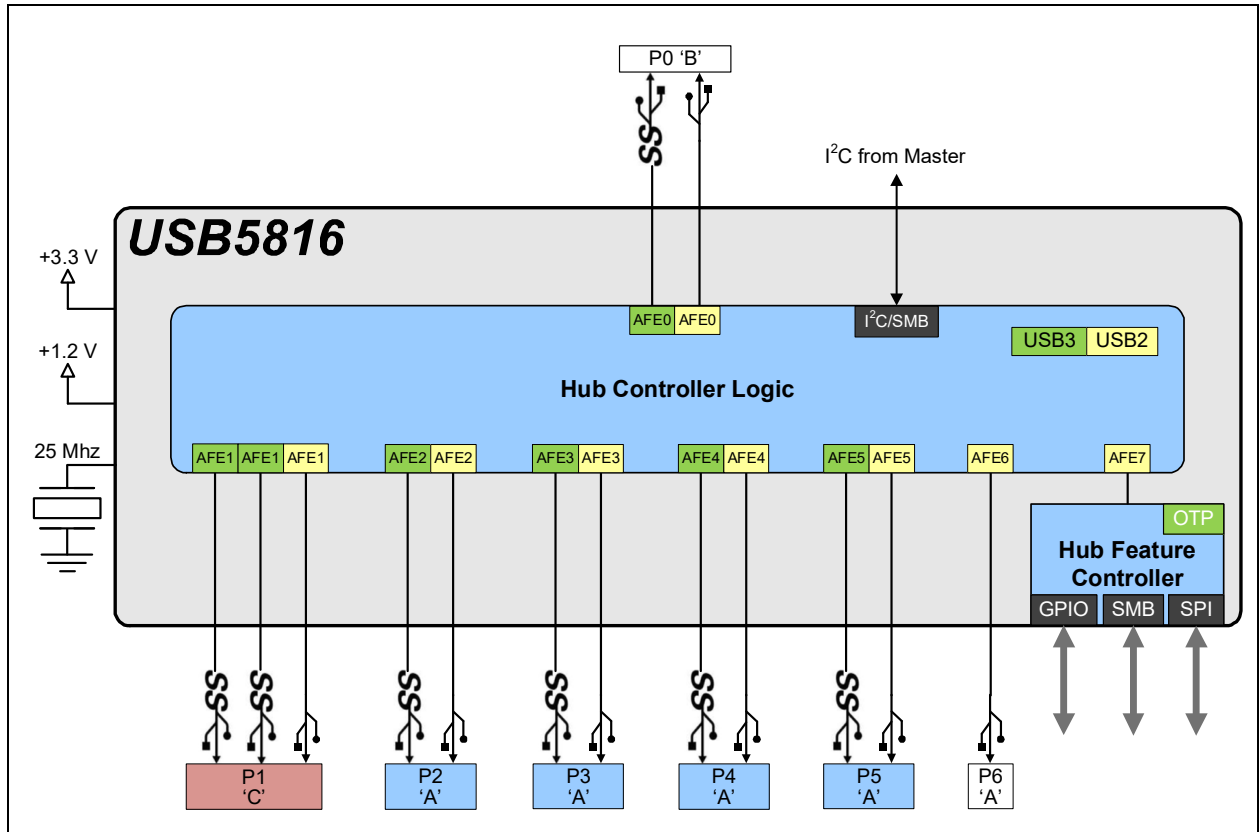 P0 ‘B’
SS
I²C from Master
USB5816
+3.3 V
AFE0 AFE0
I²C/SMB
USB3 USB2
+1.2 V
Hub Controller Logic
25 Mhz
AFE1 AFE1 AFE1 AFE2 AFE2 AFE3 AFE3 AFE4 AFE4 AFE5 AFE5 AFE6 AFE7
OTP
Hub Feature
Controller
GPIO SMB SPI
SS SS SS SS SS SS
P1 P2 P3 P4 P5 P6
‘C’ ‘A’ ‘A’ ‘A’ ‘A’ ‘A’